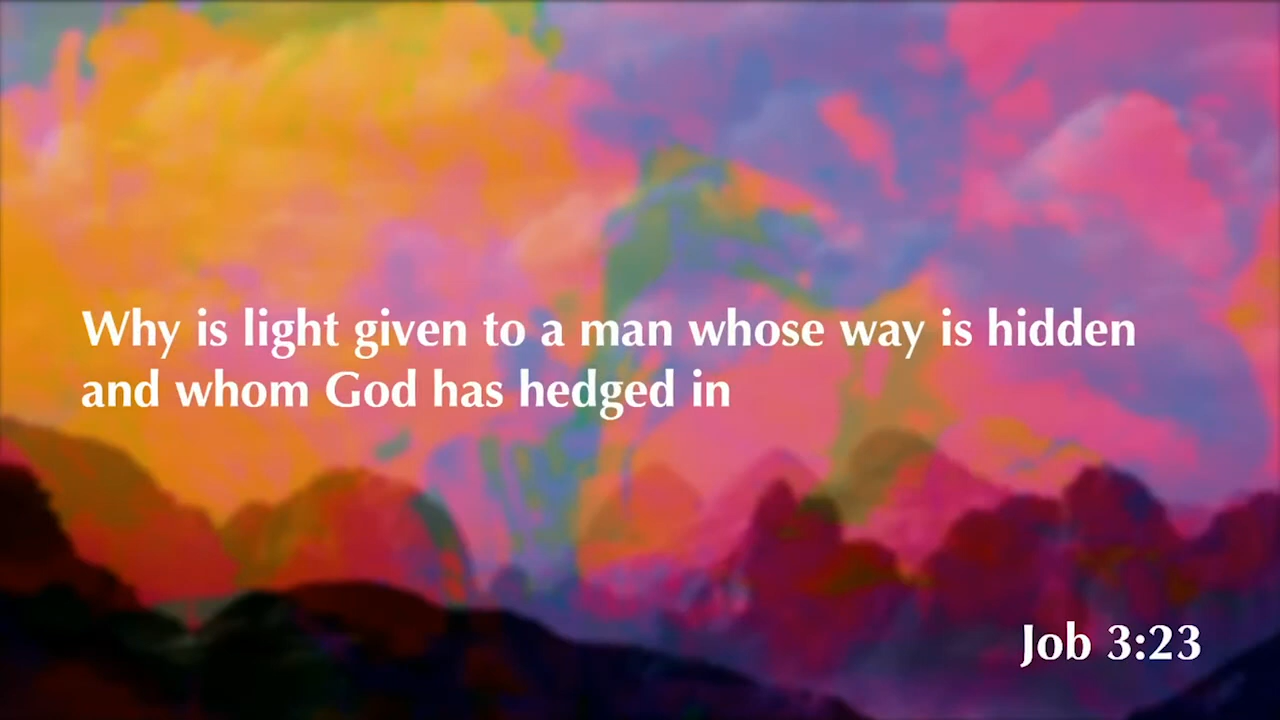 Why is light given to a man whose way is hidden
and whom God has hedged in
Job 3:23